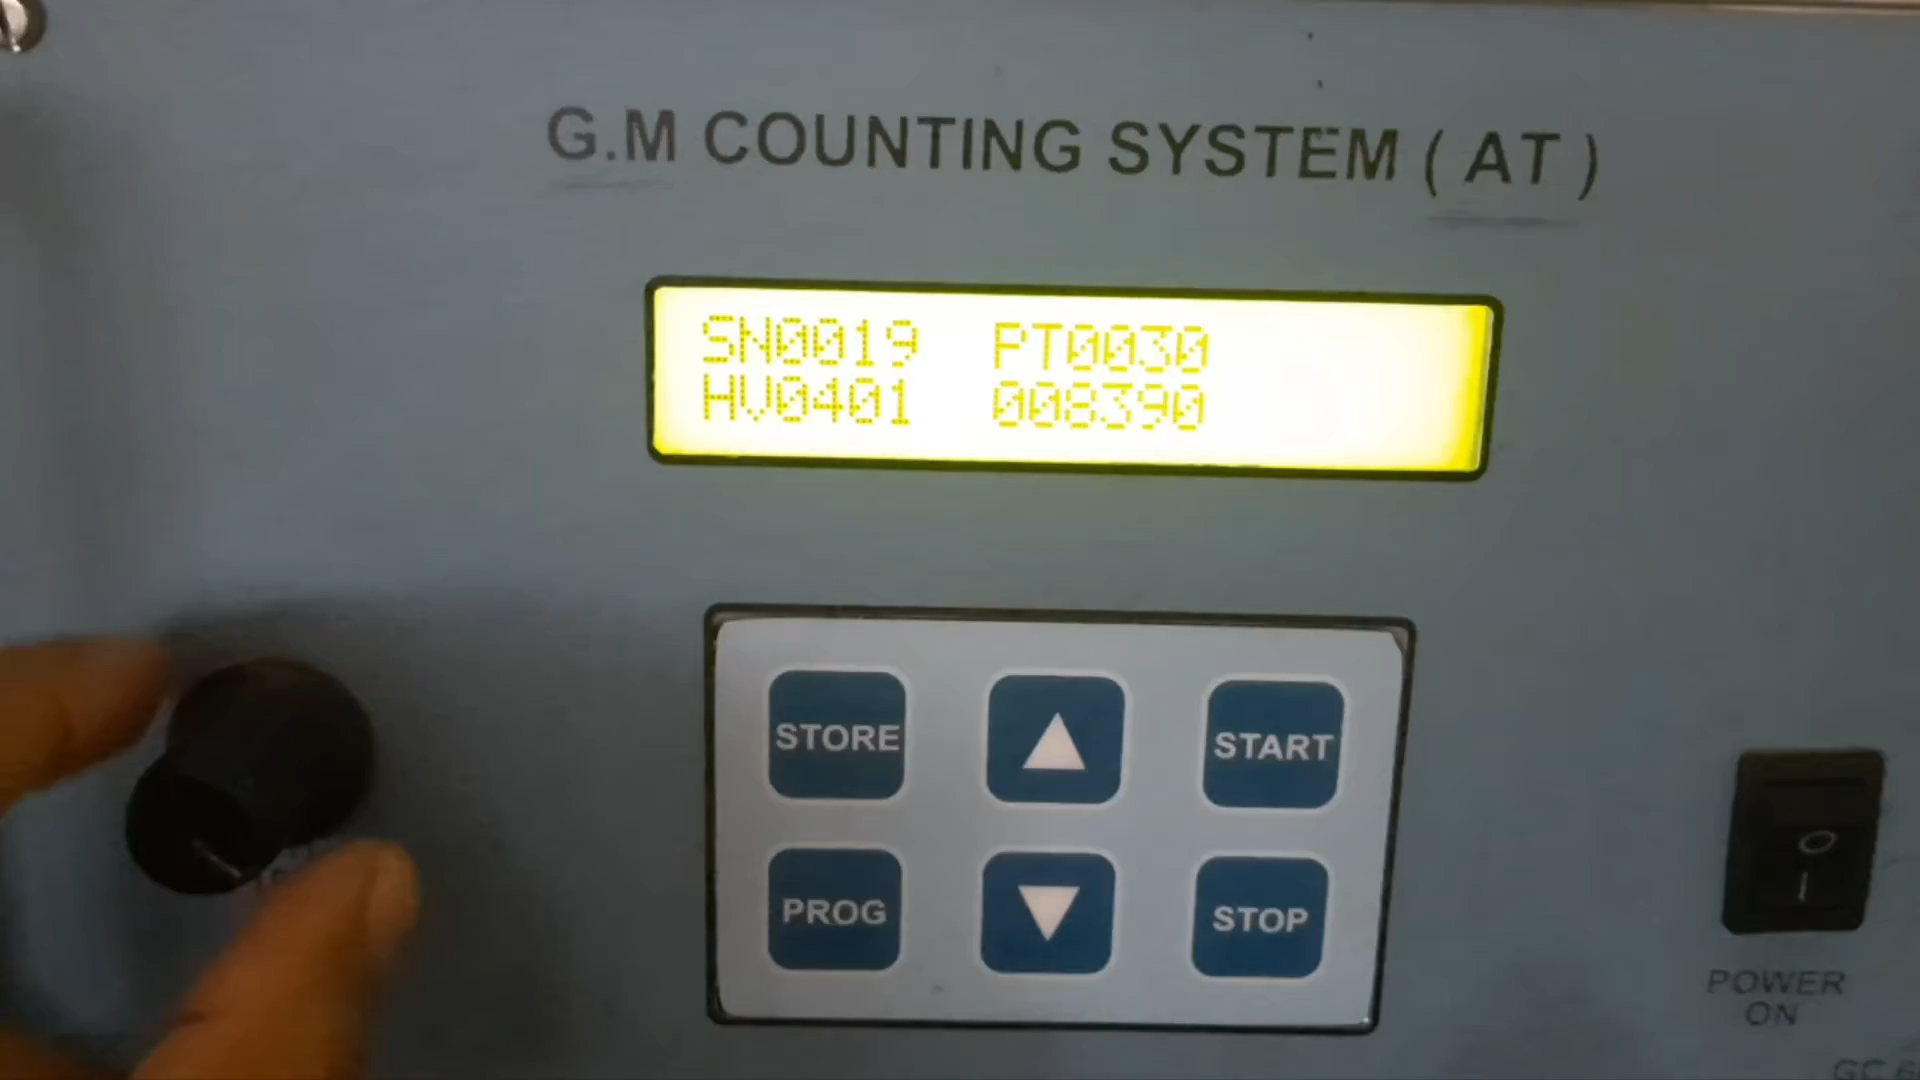 G.M COUNTING SYSTEM ( AT )
SN0019 PT0030
HV0401 008390
STORE
START
PROG
STOP
POWER
ON